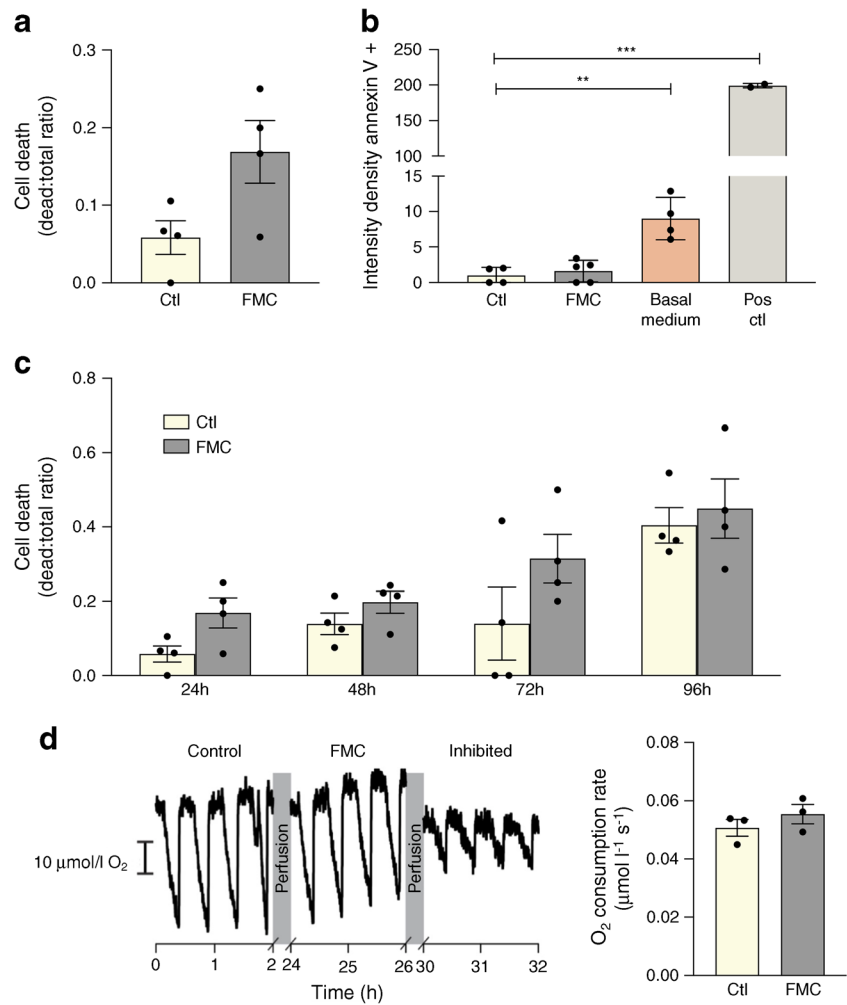 a
Cell death
(dead:total ratio)
0.3
0.2
0.1
0.0
Ctl
FMC
b
Intensity density annexin V +
250
200
150
100
15
10
5
0
***
**
Ctl
FMC
Basal
medium
Pos
ctl
c
Cell death
(dead:total ratio)
0.8
0.6
0.4
0.2
0.0
Ctl
FMC
24h
48h
72h
96h
d
Control
FMC
Inhibited
10 μmol/l O2
Perfusion
Perfusion
0
1
2
24
25
26
30
31
32
Time (h)
O2 consumption rate
(μmol l-1 s-1)
0.08
0.06
0.04
0.02
0.00
Ctl
FMC